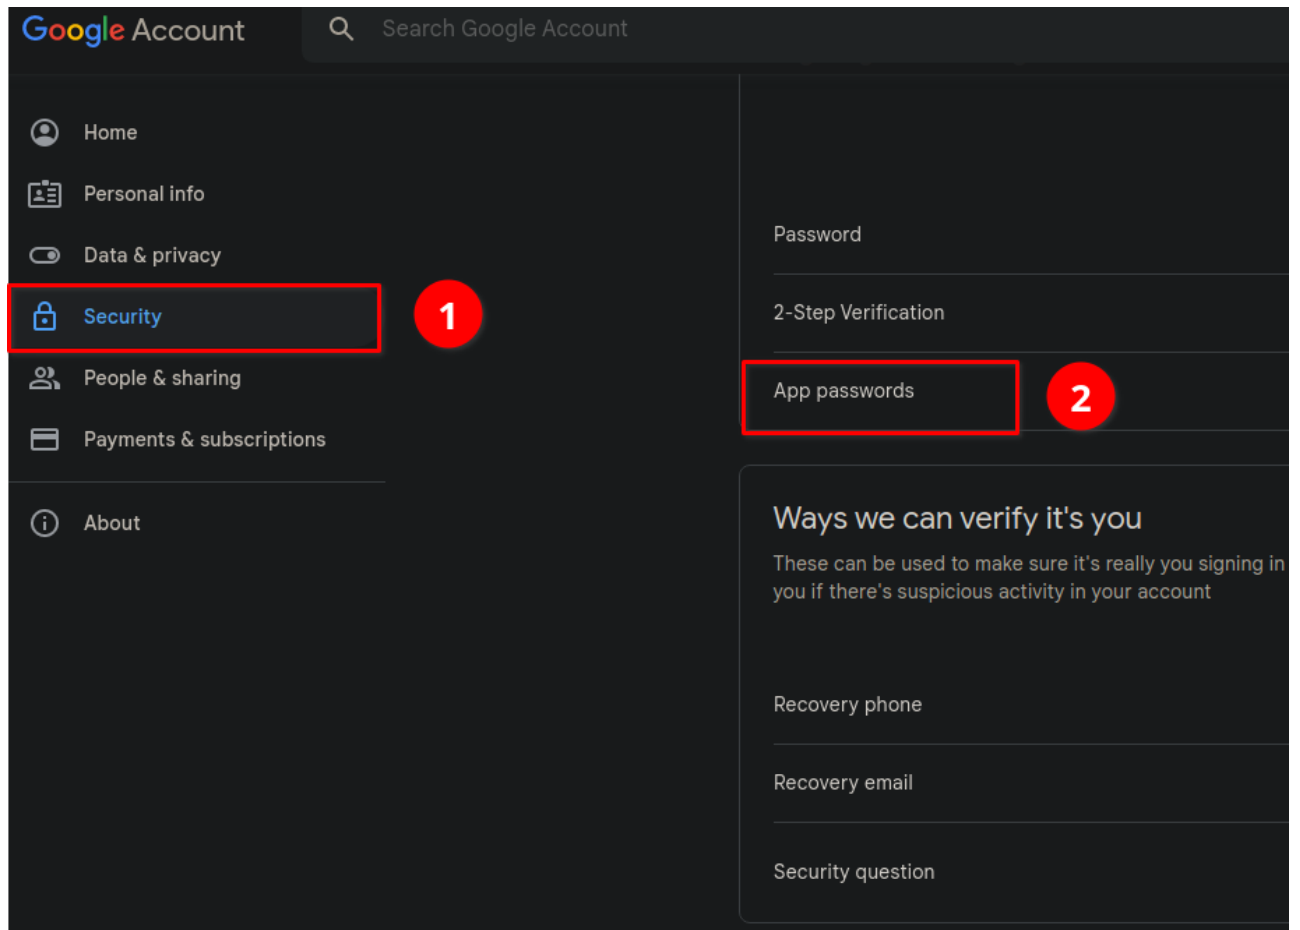 Google Account
Search Google Account
Home
Personal info
Data & privacy
Security
1
People & sharing
Payments & subscriptions
About
Password
2-Step Verification
App passwords
2
Ways we can verify it's you
These can be used to make sure it's really you signing in
you if there's suspicious activity in your account
Recovery phone
Recovery email
Security question